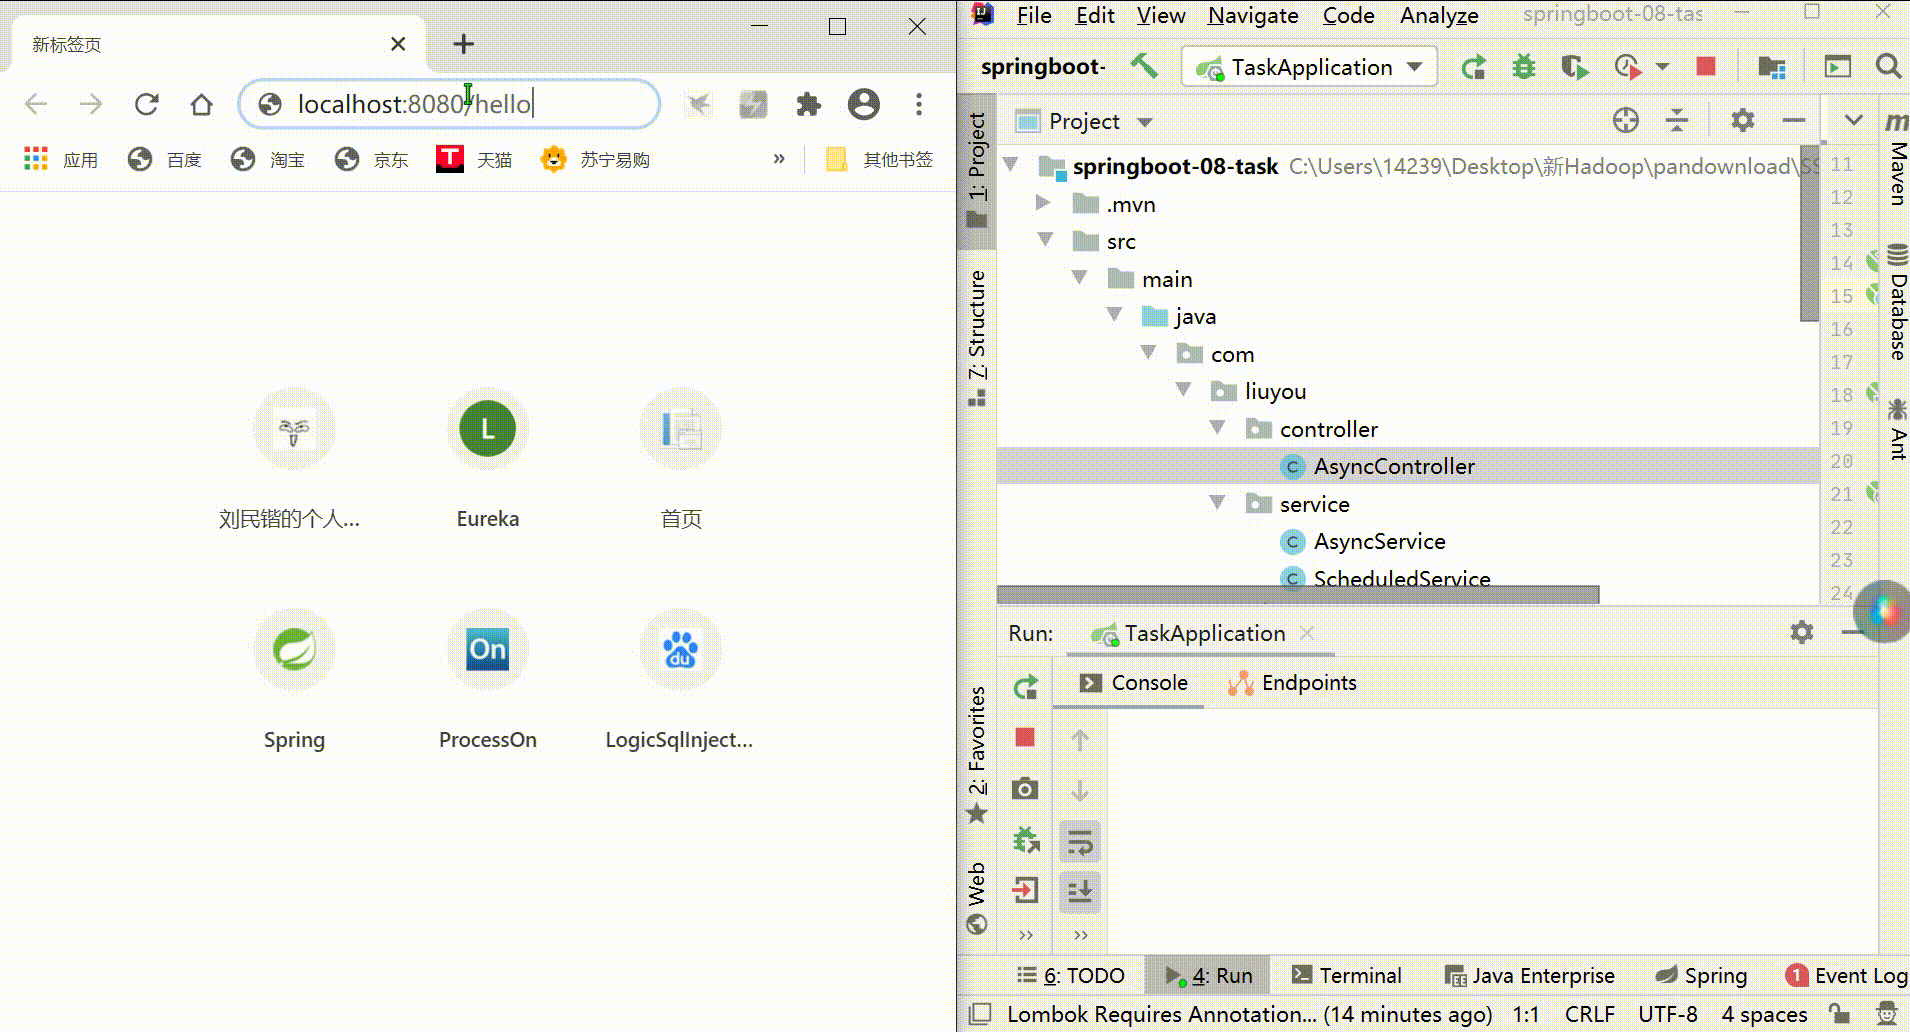 新标签页
localhost:8080/hello
应用 百度 淘宝 京东 T 天猫 苏宁易购 » 其他书签
L
刘民锴的个人... Eureka 首页
On du
Spring ProcessOn LogicSqlInject...
File Edit View Navigate Code Analyze springboot-08-tas
springboot- TaskApplication
1: Project
7: Structure
2: Favorites
Web
Project
springboot-08-task C:\Users\14239\Desktop\新Hadoop\pandownload\SS
.mvn
src
main
java
com
liuyou
controller
C AsyncController
service
C AsyncService
C ScheduledService
11
12
13
14
15
16
17
18
19
20
21
22
23
24
m
Maven
Database
Ant
Run: TaskApplication
Console Endpoints
6: TODO 4: Run Terminal Java Enterprise Spring 1 Event Log
Lombok Requires Annotation... (14 minutes ago) 1:1 CRLF UTF-8 4 spaces